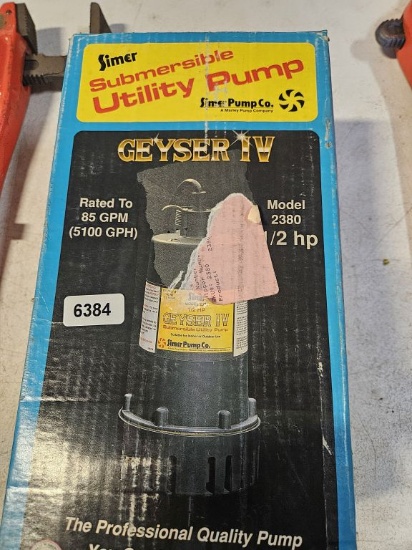 Simer
Submersible
Utility Pump
Simer Pump Co.
A Marley Pump Company
GEYSER IV
Rated To
85 GPM
(5100 GPH)
Model
2380
1/2 hp
6384
GEYSER IV
Submersible Utility Pump
Simer Pump Co.
The Professional Quality Pump